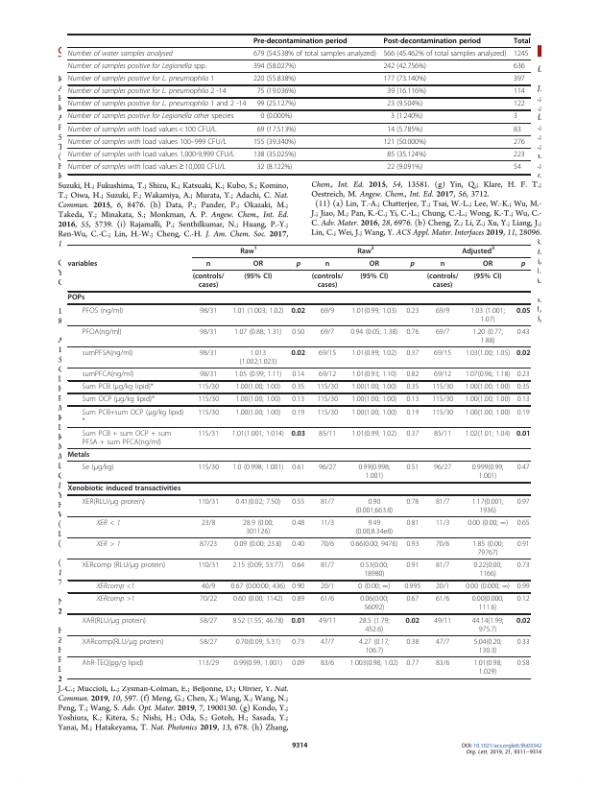 Pre-decontamination period Post-decontamination period Total
Number of water samples analysed 679 (54.538% of total samples analyzed) 566 (45.462% of total samples analyzed) 1245
Number of samples positive for Legionella spp. 394 (58.027%) 242 (42.756%) 636
Number of samples positive for L. pneumophila 1 220 (55.838%) 177 (73.140%) 397
Number of samples positive for L. pneumophila 2 -14 75 (19.036%) 39 (16.116%) 114
Number of samples positive for L. pneumophila 1 and 2 -14 99 (25.127%) 23 (9.504%) 122
Number of samples positive for Legionella other species 0 (0.000%) 3 (1.240%) 3
Number of samples with load values < 100 CFU/L 69 (17.513%) 14 (5.785%) 83
Number of samples with load values 100–999 CFU/L 155 (39.340%) 121 (50.000%) 276
Number of samples with load values 1,000-9,999 CFU/L 138 (35.025%) 85 (35.124%) 223
Number of samples with load values ≥ 10,000 CFU/L 32 (8.122%) 22 (9.091%) 54
Suzuki, H.; Fukushima, T.; Shizu, K.; Katsuaki, K.; Kubo, S.; Komino,
T.; Oiwa, H.; Suzuki, F.; Wakamiya, A.; Murata, Y.; Adachi, C. Nat.
Commun. 2015, 6, 8476. (h) Data, P.; Pander, P.; Okazaki, M.;
Takeda, Y.; Minakata, S.; Monkman, A. P. Angew. Chem., Int. Ed.
2016, 55, 5739. (i) Rajamalli, P.; Senthilkumar, N.; Huang, P.-Y.;
Ren-Wu, C.-C.; Lin, H.-W.; Cheng, C.-H. J. Am. Chem. Soc. 2017,
Chem., Int. Ed. 2015, 54, 13581. (g) Yin, Q.; Klare, H. F. T.;
Oestreich, M. Angew. Chem., Int. Ed. 2017, 56, 3712.
(11) (a) Lin, T.-A.; Chatterjee, T.; Tsai, W.-L.; Lee, W.-K.; Wu, M.-
J.; Jiao, M.; Pan, K.-C.; Yi, C.-L.; Chung, C.-L.; Wong, K.-T.; Wu, C.-
C. Adv. Mater. 2016, 28, 6976. (b) Cheng, Z.; Li, Z.; Xu, Y.; Liang, J.;
Lin, C.; Wei, J.; Wang, Y. ACS Appl. Mater. Interfaces 2019, 11, 28096.
variables n OR p n OR p n OR p
(controls/ cases) (95% CI) (controls/ cases) (95% CI) (controls/ cases) (95% CI)
POPs
PFOS (ng/ml) 98/31 1.01 (1.003; 1.02) 0.02 69/9 1.01(0.99; 1.03) 0.23 69/9 1.03 (1.001; 1.07) 0.05
PFOA(ng/ml) 98/31 1.07 (0.88; 1.31) 0.50 69/7 0.94 (0.05; 1.38) 0.76 69/7 1.20 (0.77; 1.88) 0.43
sumPFSA(ng/ml) 98/31 1.013 (1.002;1.023) 0.02 69/15 1.01(0.99; 1.02) 0.37 69/15 1.03(1.00; 1.05) 0.02
sumPFCA(ng/ml) 98/31 1.05 (0.99; 1.11) 0.14 69/12 1.01(0.93; 1.10) 0.82 69/12 1.07(0.96; 1.18) 0.23
Sum PCB (µg/kg lipid)* 115/30 1.00(1.00; 1.00) 0.35 115/30 1.00(1.00; 1.00) 0.35 115/30 1.00(1.00; 1.00) 0.35
Sum OCP (µg/kg lipid)* 115/30 1.00(1.00; 1.00) 0.13 115/30 1.00(1.00; 1.00) 0.13 115/30 1.00(1.00; 1.00) 0.13
Sum PCB+sum OCP (µg/kg lipid) * 115/30 1.00(1.00; 1.00) 0.19 115/30 1.00(1.00; 1.00) 0.19 115/30 1.00(1.00; 1.00) 0.19
Sum PCB + sum OCP + sum PFSA + sum PFCA(ng/ml) 115/31 1.01(1.001; 1.014) 0.03 85/11 1.01(0.99; 1.02) 0.37 85/11 1.02(1.01; 1.04) 0.01
Metals
Se (µg/kg) 115/30 1.0 (0.998; 1.001) 0.61 96/27 0.99(0.998; 1.001) 0.51 96/27 0.999(0.99; 1.001) 0.47
Xenobiotic induced transactivities
XER(RLU/µg protein) 110/31 0.41(0.02; 7.50) 0.55 81/7 0.90 (0.001;663.8) 0.78 81/7 1.17(0.001; 1936) 0.97
XER < 1 23/8 28.9 (0.00; 301126) 0.48 11/3 9.49 (0.00;8.34e8) 0.81 11/3 0.00 (0.00; ∞) 0.65
XER > 1 87/23 0.09 (0.00; 23.8) 0.40 70/6 0.66(0.00; 9476) 0.93 70/6 1.85 (0.00; 79767) 0.91
XERcomp (RLU/µg protein) 110/31 2.15 (0.09; 53.77) 0.64 81/7 0.53(0.00; 18980) 0.91 81/7 0.22(0.00; 1166) 0.73
XERcomp <1 40/9 0.67 (0.00:00; 436) 0.90 20/1 0 (0.00; ∞) 0.995 20/1 0.00 (0.000; ∞) 0.99
XERcomp >1 70/22 0.60 (0.00; 1142) 0.89 61/6 0.06(0.00; 56092) 0.67 61/6 0.00(0.000; 111.6) 0.12
XAR(RLU/µg protein) 58/27 8.52 (1.55; 46.78) 0.01 49/11 28.5 (1.79; 452.6) 0.02 49/11 44.14(1.99; 975.7) 0.02
XARcomp(RLU/µg protein) 58/27 0.70(0.09; 5.31) 0.73 47/7 4.27 (0.17; 106.7) 0.38 47/7 5.04(0.20; 130.3) 0.33
AhR-TEQ(pg/g lipid) 113/29 0.99(0.99; 1.001) 0.09 83/6 1.003(0.98; 1.02) 0.77 83/6 1.01(0.98; 1.029) 0.58
J.-C.; Muccioli, L.; Zysman-Colman, E.; Beljonne, D.; Olivier, Y. Nat.
Commun. 2019, 10, 597. (f) Meng, G.; Chen, X.; Wang, X.; Wang, N.;
Peng, T.; Wang, S. Adv. Opt. Mater. 2019, 7, 1900130. (g) Kondo, Y.;
Yoshiura, K.; Kitera, S.; Nishi, H.; Oda, S.; Gotoh, H.; Sasada, Y.;
Yanai, M.; Hatakeyama, T. Nat. Photonics 2019, 13, 678. (h) Zhang,
9314
DOI: 10.1021/acs.orglett.9b03342
Org. Lett. 2019, 21, 9311−9314